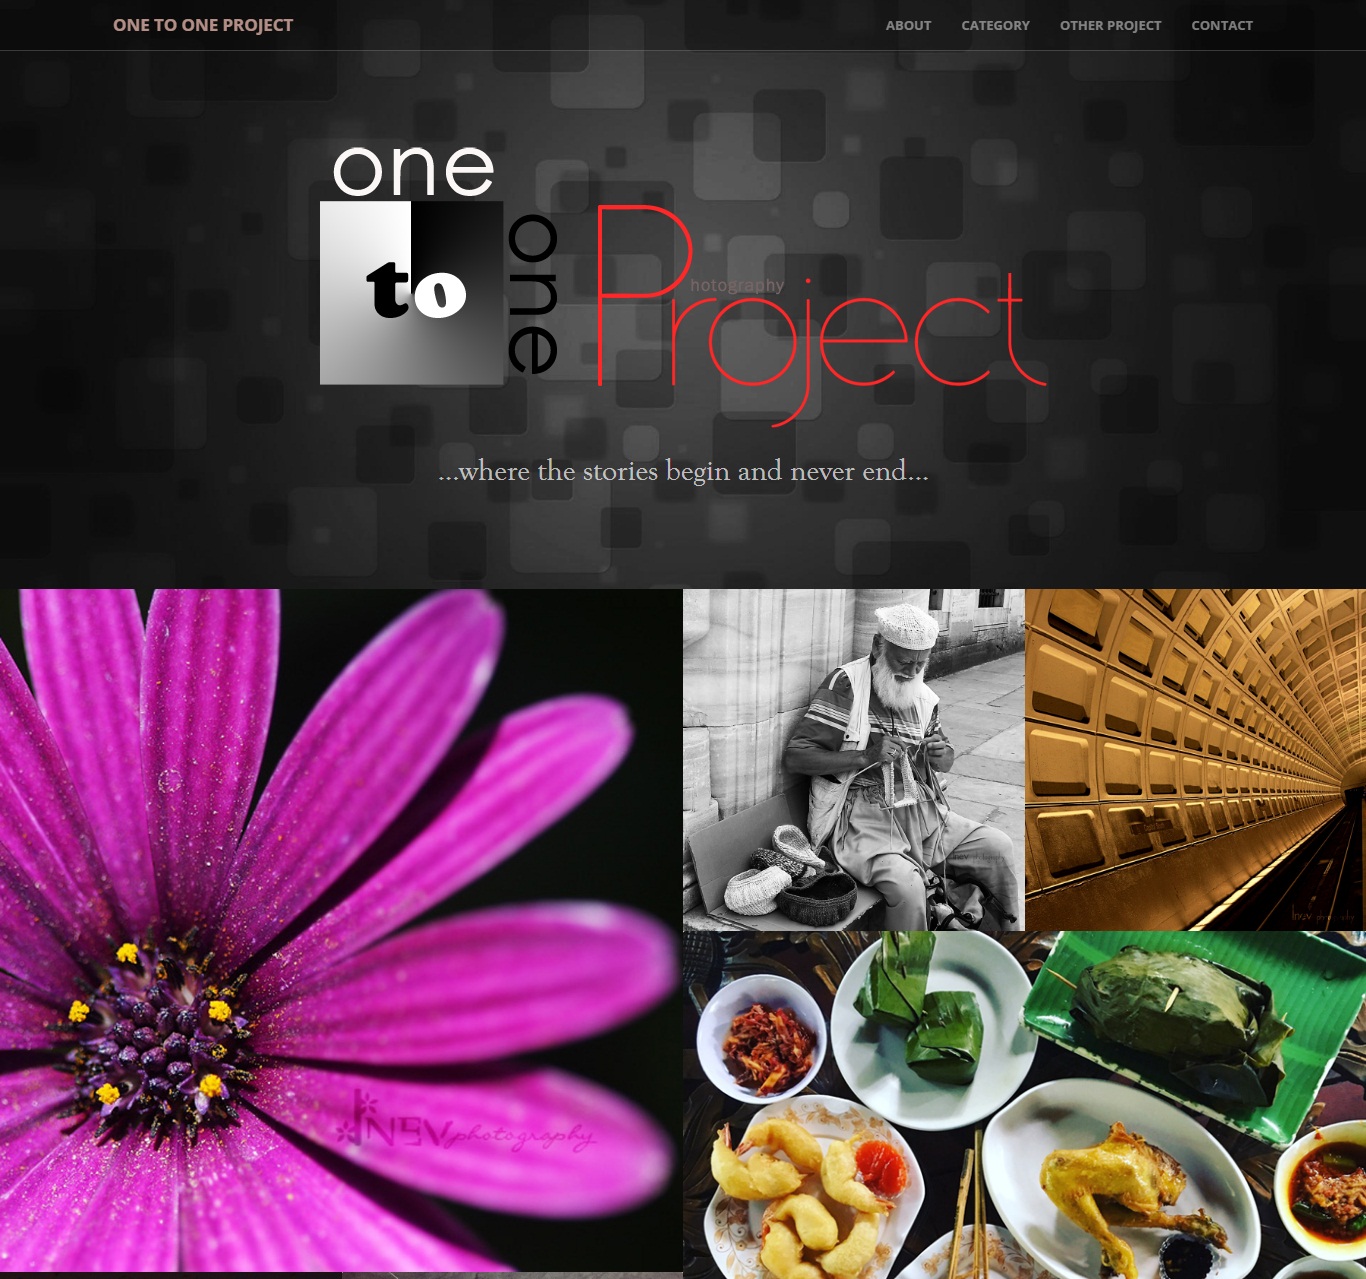 ONE TO ONE PROJECT
ABOUT CATEGORY OTHER PROJECT CONTACT
one
to
one
Project
hotography
...where the stories begin and never end...
INEV photography